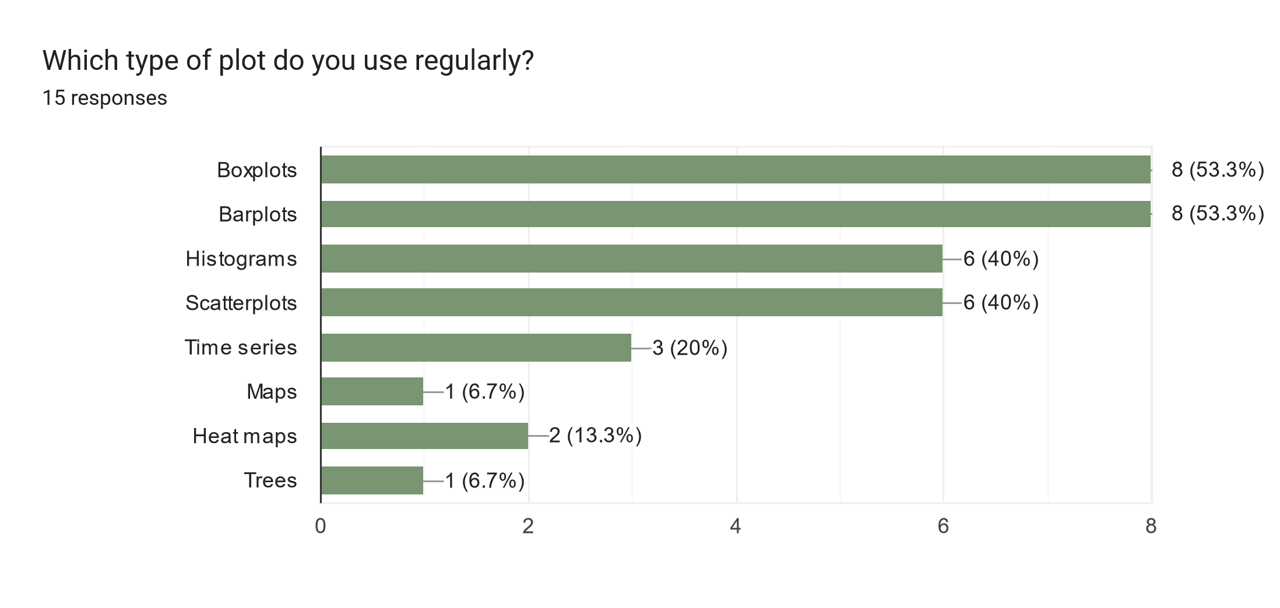 Which type of plot do you use regularly?
15 responses
Boxplots 8 (53.3%)
Barplots 8 (53.3%)
Histograms 6 (40%)
Scatterplots 6 (40%)
Time series 3 (20%)
Maps 1 (6.7%)
Heat maps 2 (13.3%)
Trees 1 (6.7%)
0 2 4 6 8